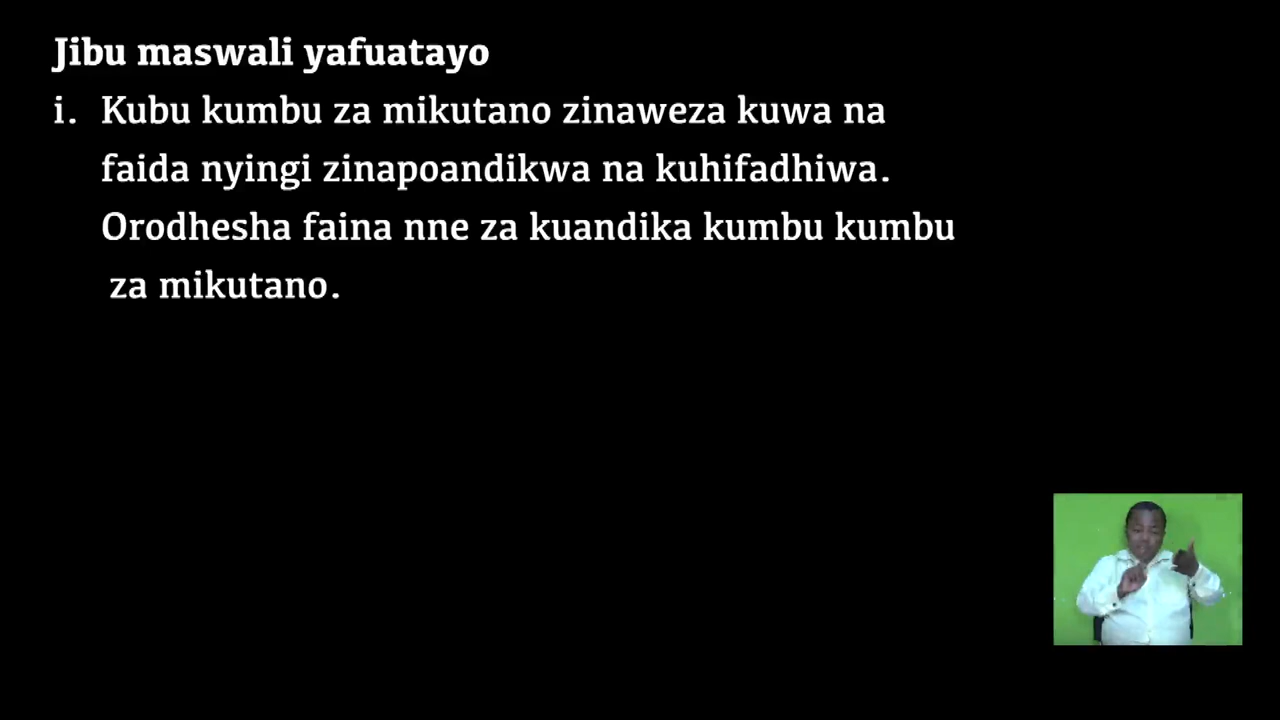 Jibu maswali yafuatayo
i. Kubu kumbu za mikutano zinaweza kuwa na
faida nyingi zinapoandikwa na kuhifadhiwa.
Orodhesha faina nne za kuandika kumbu kumbu
za mikutano.